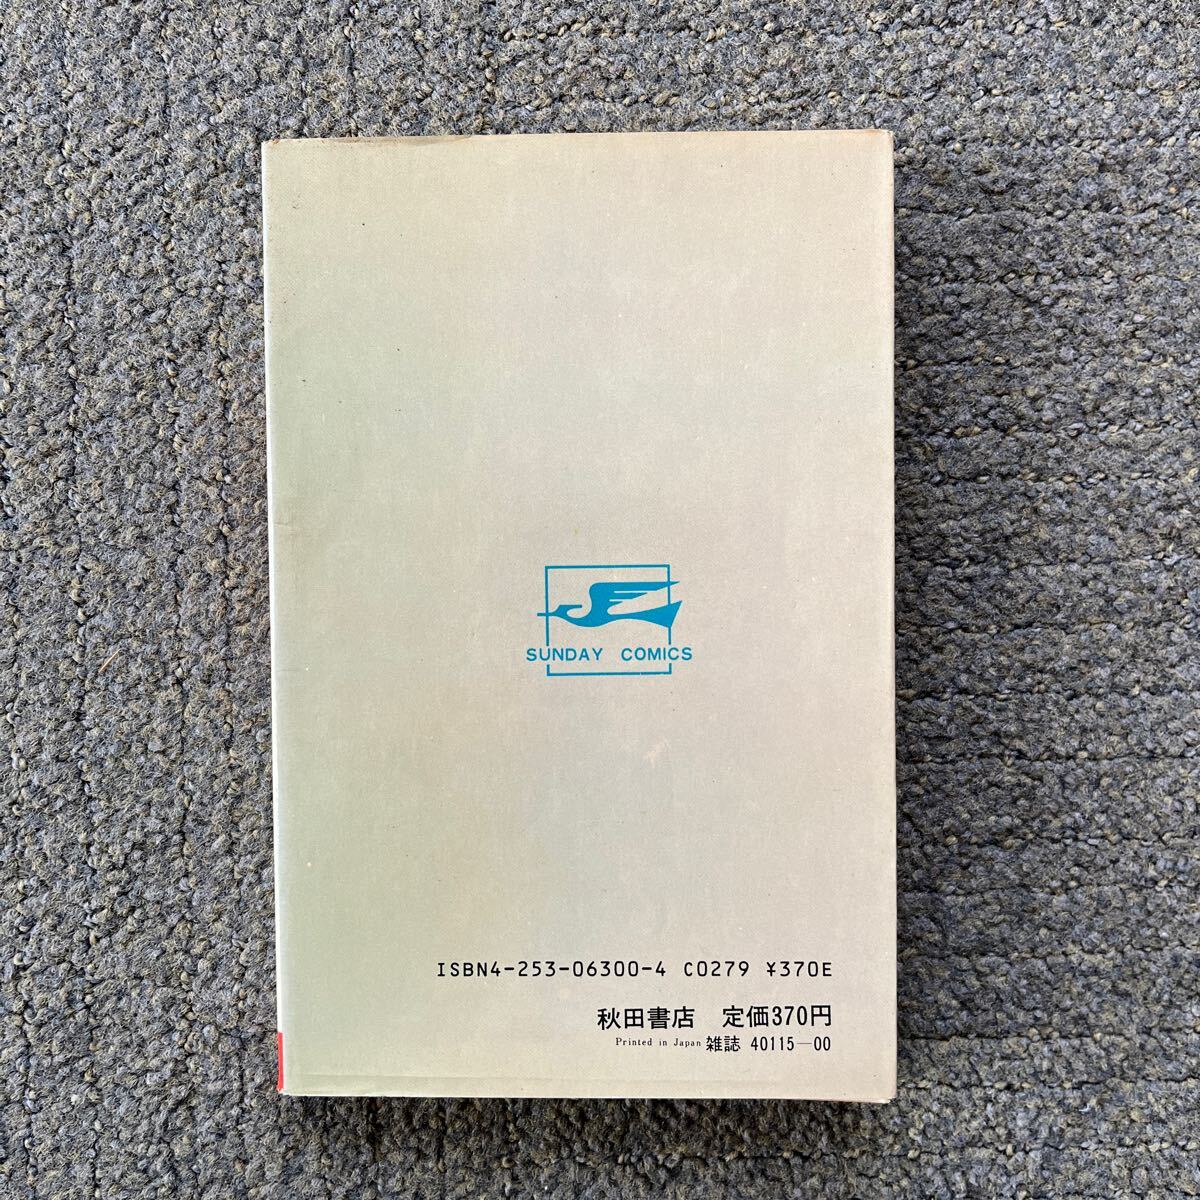 SUNDAY COMICS
ISBN4-253-06300-4 C0279 ¥370E
秋田書店 定価370円
Printed in Japan 雑誌 40115-00